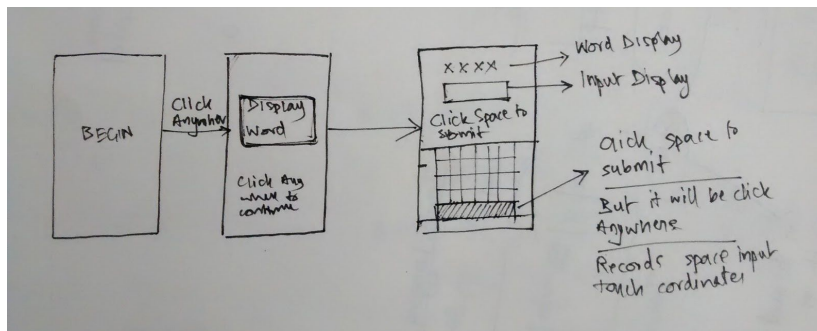 BEGIN
Click
Anywher
Display
Word
Click Any
where to
continue
xxxx
Click Space to
submit
Word Display
Input Display
Click, space to
submit
But it will be click
Anywhere
Records space input
touch cordinates